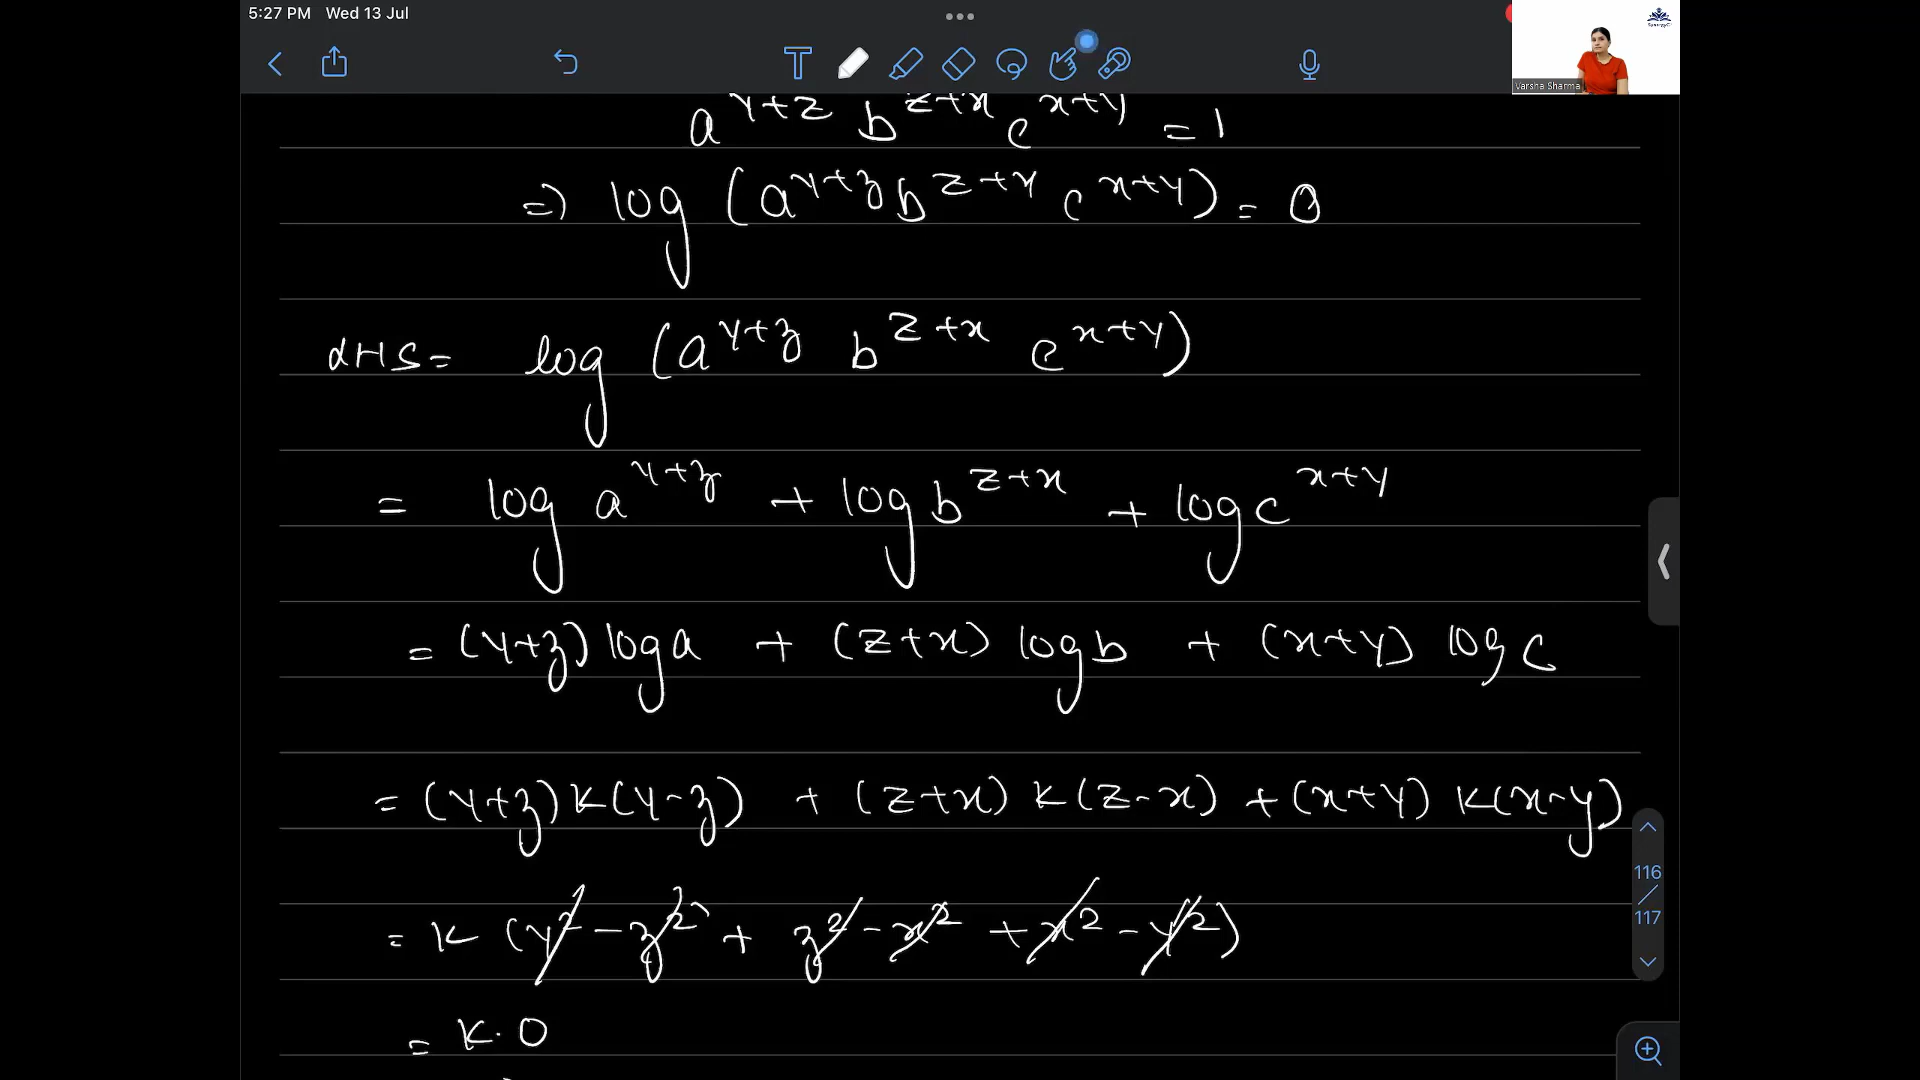 5:27 PM Wed 13 Jul
Varsha Sharma
a^{y+z} b^{z+x} c^{x+y} = 1
⇒ log (a^{y+z} b^{z+x} c^{x+y}) = 0
LHS = log (a^{y+z} b^{z+x} c^{x+y})
= log a^{y+z} + log b^{z+x} + log c^{x+y}
= (y+z) log a + (z+x) log b + (x+y) log c
= (y+z) K(y-z) + (z+x) K(z-x) + (x+y) K(x-y)
= K (y² - z² + z² - x² + x² - y²)
= K. 0
116
/
117